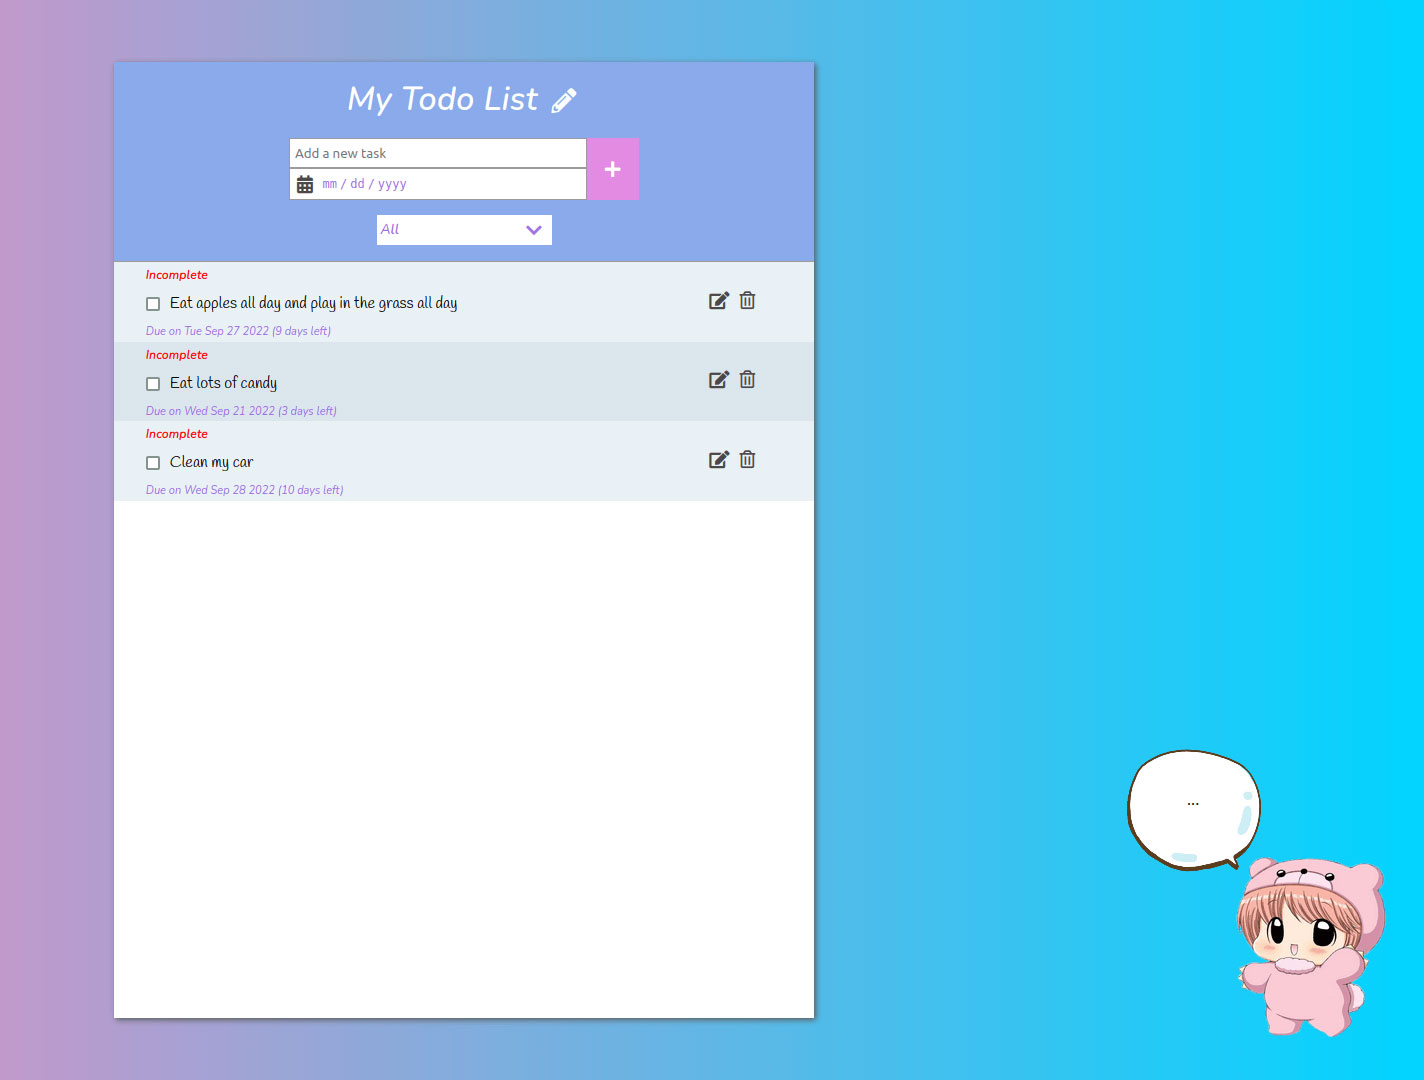 My Todo List
Add a new task
mm / dd / yyyy
All
Incomplete
Eat apples all day and play in the grass all day
Due on Tue Sep 27 2022 (9 days left)
Incomplete
Eat lots of candy
Due on Wed Sep 21 2022 (3 days left)
Incomplete
Clean my car
Due on Wed Sep 28 2022 (10 days left)
...